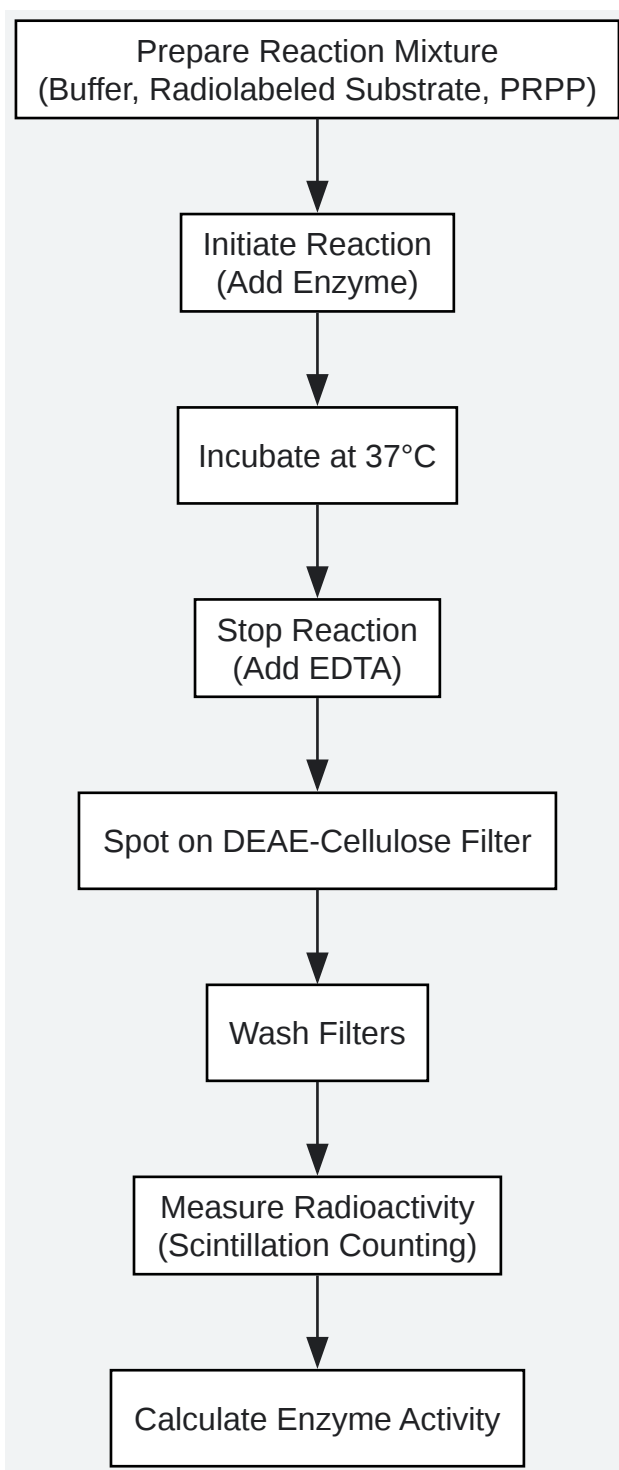 Prepare Reaction Mixture
(Buffer, Radiolabeled Substrate, PRPP)
Initiate Reaction
(Add Enzyme)
Incubate at 37°C
Stop Reaction
(Add EDTA)
Spot on DEAE-Cellulose Filter
Wash Filters
Measure Radioactivity
(Scintillation Counting)
Calculate Enzyme Activity